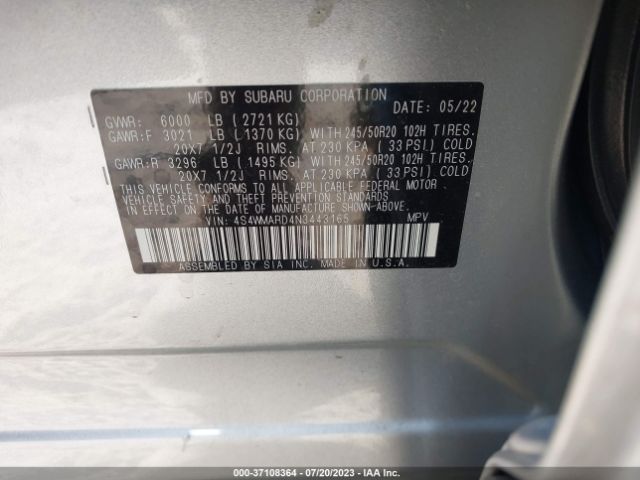 MFD BY SUBARU CORPORATION
DATE: 05/22
GVWR: 6000 LB (2721 KG)
GAWR:F 3021 LB (1370 KG) WITH 245/50R20 102H TIRES.
20X7 1/2J RIMS. AT 230 KPA ( 33 PSI) COLD
GAWR:R 3296 LB (1495 KG) WITH 245/50R20 102H TIRES.
20X7 1/2J RIMS. AT 230 KPA ( 33 PSI) COLD
THIS VEHICLE CONFORMS TO ALL APPLICABLE FEDERAL MOTOR
VEHICLE SAFETY AND THEFT PREVENTION STANDARDS
IN EFFECT ON THE DATE OF MANUFACTURE SHOWN ABOVE.
VIN: 4S4WMARD4N3443165 MPV
ASSEMBLED BY SIA INC. MADE IN U.S.A.
000-37108364 | 07/20/2023 | IAA Inc.